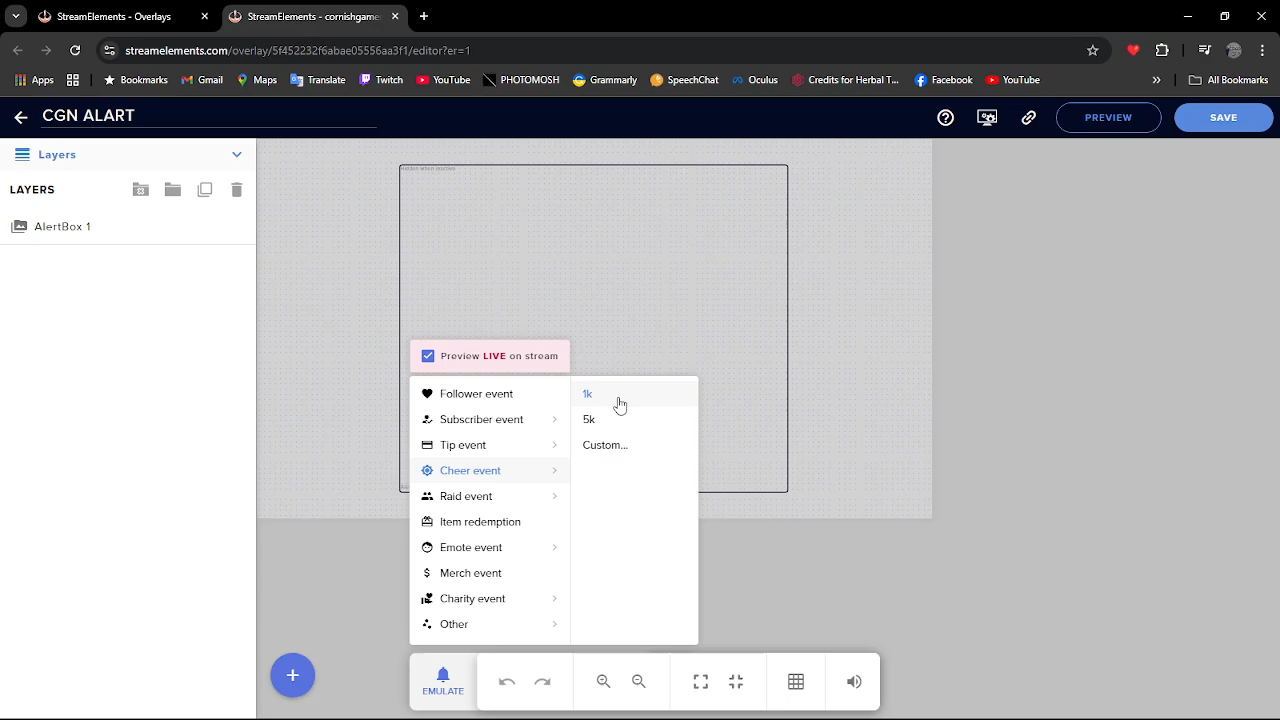 StreamElements - Overlays
StreamElements - cornishgame
streamelements.com/overlay/5f452232f6abae05556aa3f1/editor?er=1
Apps
Bookmarks
Gmail
Maps
Translate
Twitch
YouTube
PHOTOMOSH
Grammarly
SpeechChat
Oculus
Credits for Herbal T...
Facebook
YouTube
All Bookmarks
CGN ALART
PREVIEW
SAVE
Layers
LAYERS
AlertBox 1
Hidden when inactive
Preview LIVE on stream
Follower event
Subscriber event
Tip event
Cheer event
Raid event
Item redemption
Emote event
Merch event
Charity event
Other
1k
5k
Custom...
EMULATE